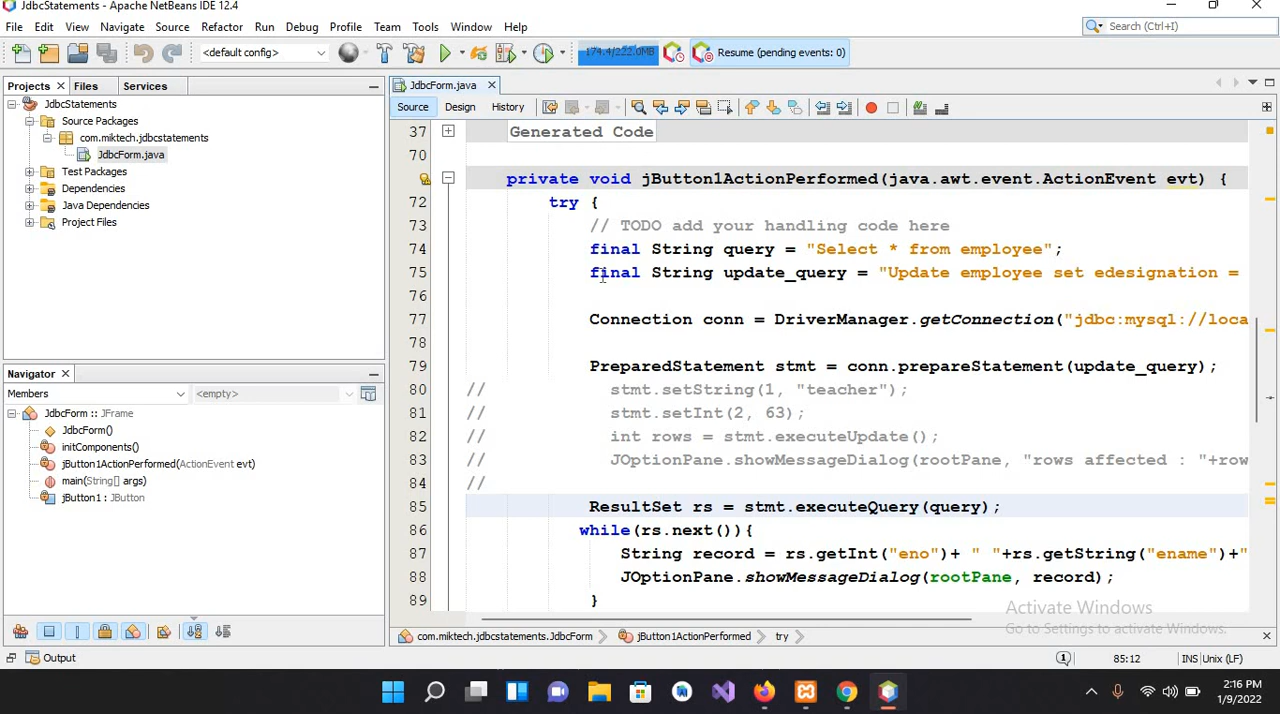 JdbcStatements - Apache NetBeans IDE 12.4
File Edit View Navigate Source Refactor Run Debug Profile Team Tools Window Help
Search (Ctrl+I)
<default config> 174.4/222.0MB Resume (pending events: 0)
Projects Files Services
JdbcForm.java
JdbcStatements
Source Design History
Source Packages
com.miktech.jdbcstatements
JdbcForm.java
Test Packages
Dependencies
Java Dependencies
Project Files
37 Generated Code
70
private void jButton1ActionPerformed(java.awt.event.ActionEvent evt) {
72 try {
73 // TODO add your handling code here
74 final String query = "Select * from employee";
75 final String update_query = "Update employee set edesignation =
76
77 Connection conn = DriverManager.getConnection("jdbc:mysql://loca
78
79 PreparedStatement stmt = conn.prepareStatement(update_query);
80 // stmt.setString(1, "teacher");
81 // stmt.setInt(2, 63);
82 // int rows = stmt.executeUpdate();
83 // JOptionPane.showMessageDialog(rootPane, "rows affected : "+row
84 //
85 ResultSet rs = stmt.executeQuery(query);
86 while(rs.next()){
87 String record = rs.getInt("eno")+ " "+rs.getString("ename")+"
88 JOptionPane.showMessageDialog(rootPane, record);
89 }
Navigator
Members <empty>
JdbcForm :: JFrame
JdbcForm()
initComponents()
jButton1ActionPerformed(ActionEvent evt)
main(String[] args)
jButton1 : JButton
Activate Windows
Go to Settings to activate Windows.
com.miktech.jdbcstatements.JdbcForm jButton1ActionPerformed try
Output
1 85:12 INS Unix (LF)
2:16 PM
1/9/2022